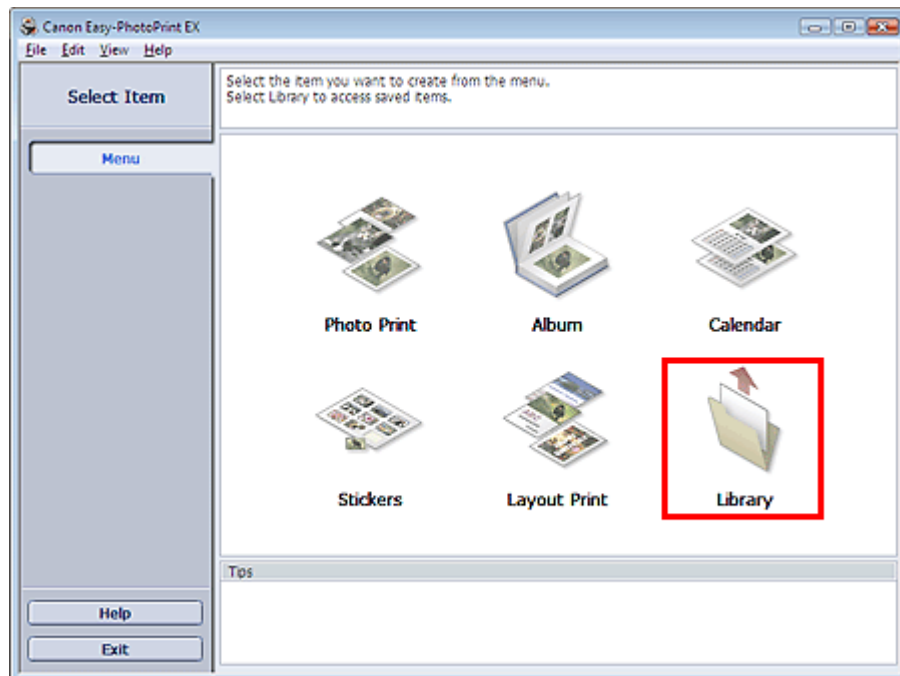 Canon Easy-PhotoPrint EX
File Edit View Help
Select Item
Select the item you want to create from the menu.
Select Library to access saved items.
Menu
Photo Print
Album
Calendar
Stickers
Layout Print
Library
Tips
Help
Exit